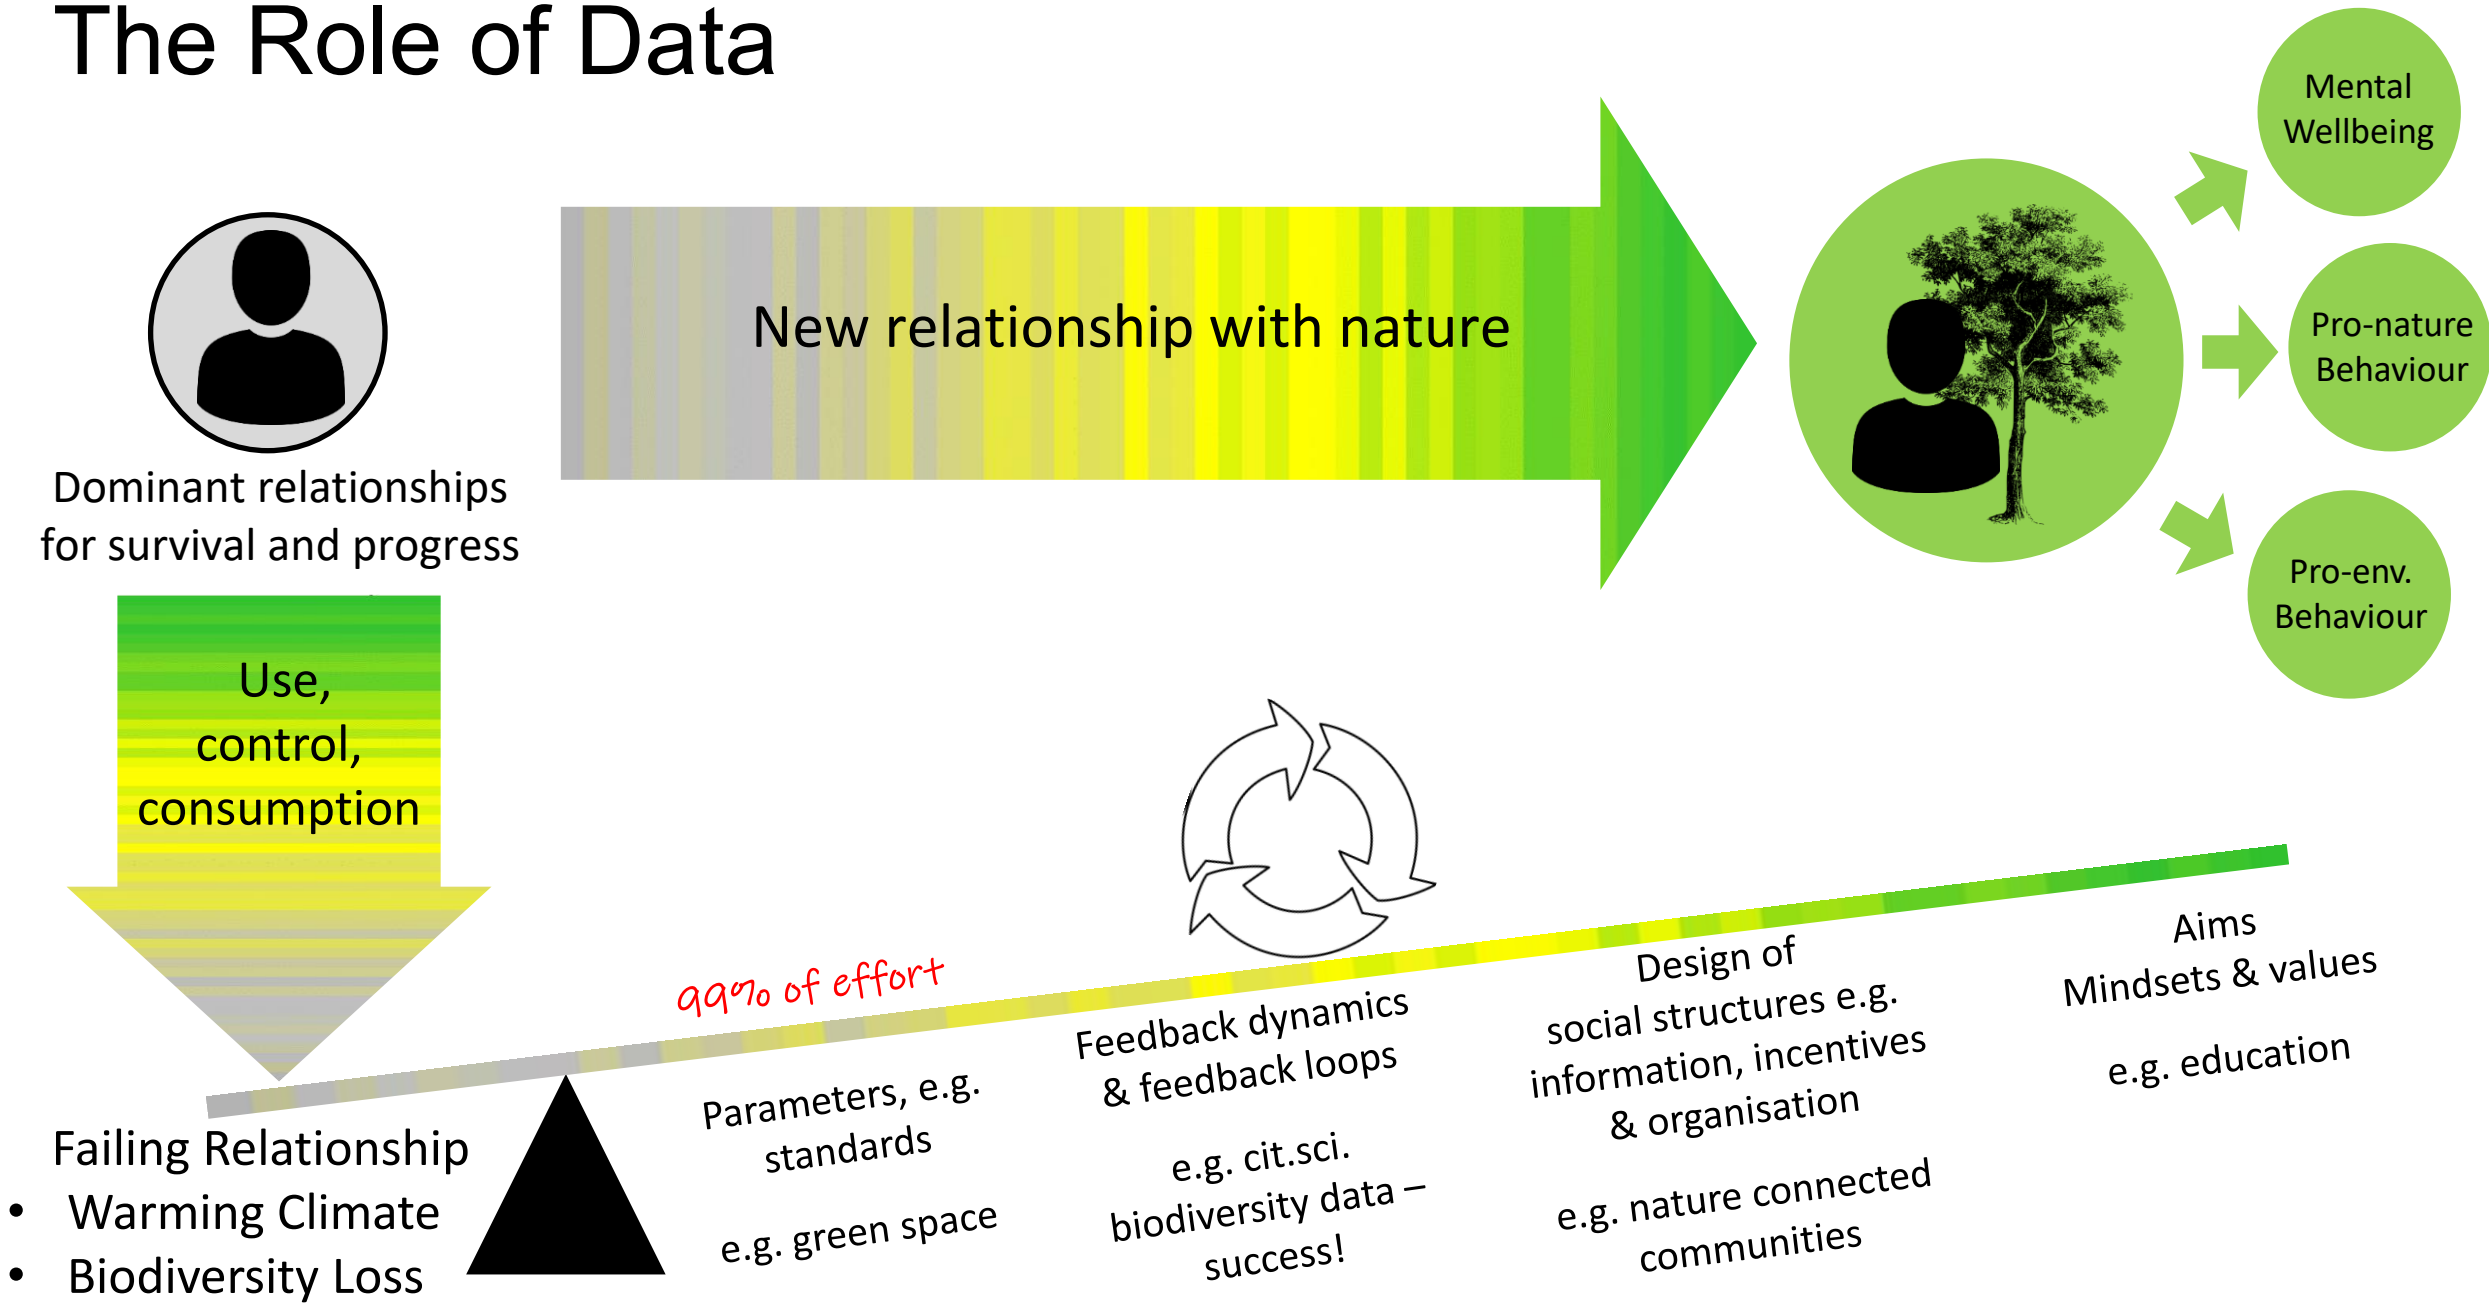 The Role of Data
Mental
Wellbeing
New relationship with nature
Pro-nature
Behaviour
Dominant relationships
for survival and progress
Pro-env.
Behaviour
Use,
control,
consumption
99% of effort
Failing Relationship
• Warming Climate
• Biodiversity Loss
Parameters, e.g.
standards
e.g. green space
Feedback dynamics
& feedback loops
e.g. cit.sci.
biodiversity data –
success!
Design of
social structures e.g.
information, incentives
& organisation
e.g. nature connected
communities
Aims
Mindsets & values
e.g. education